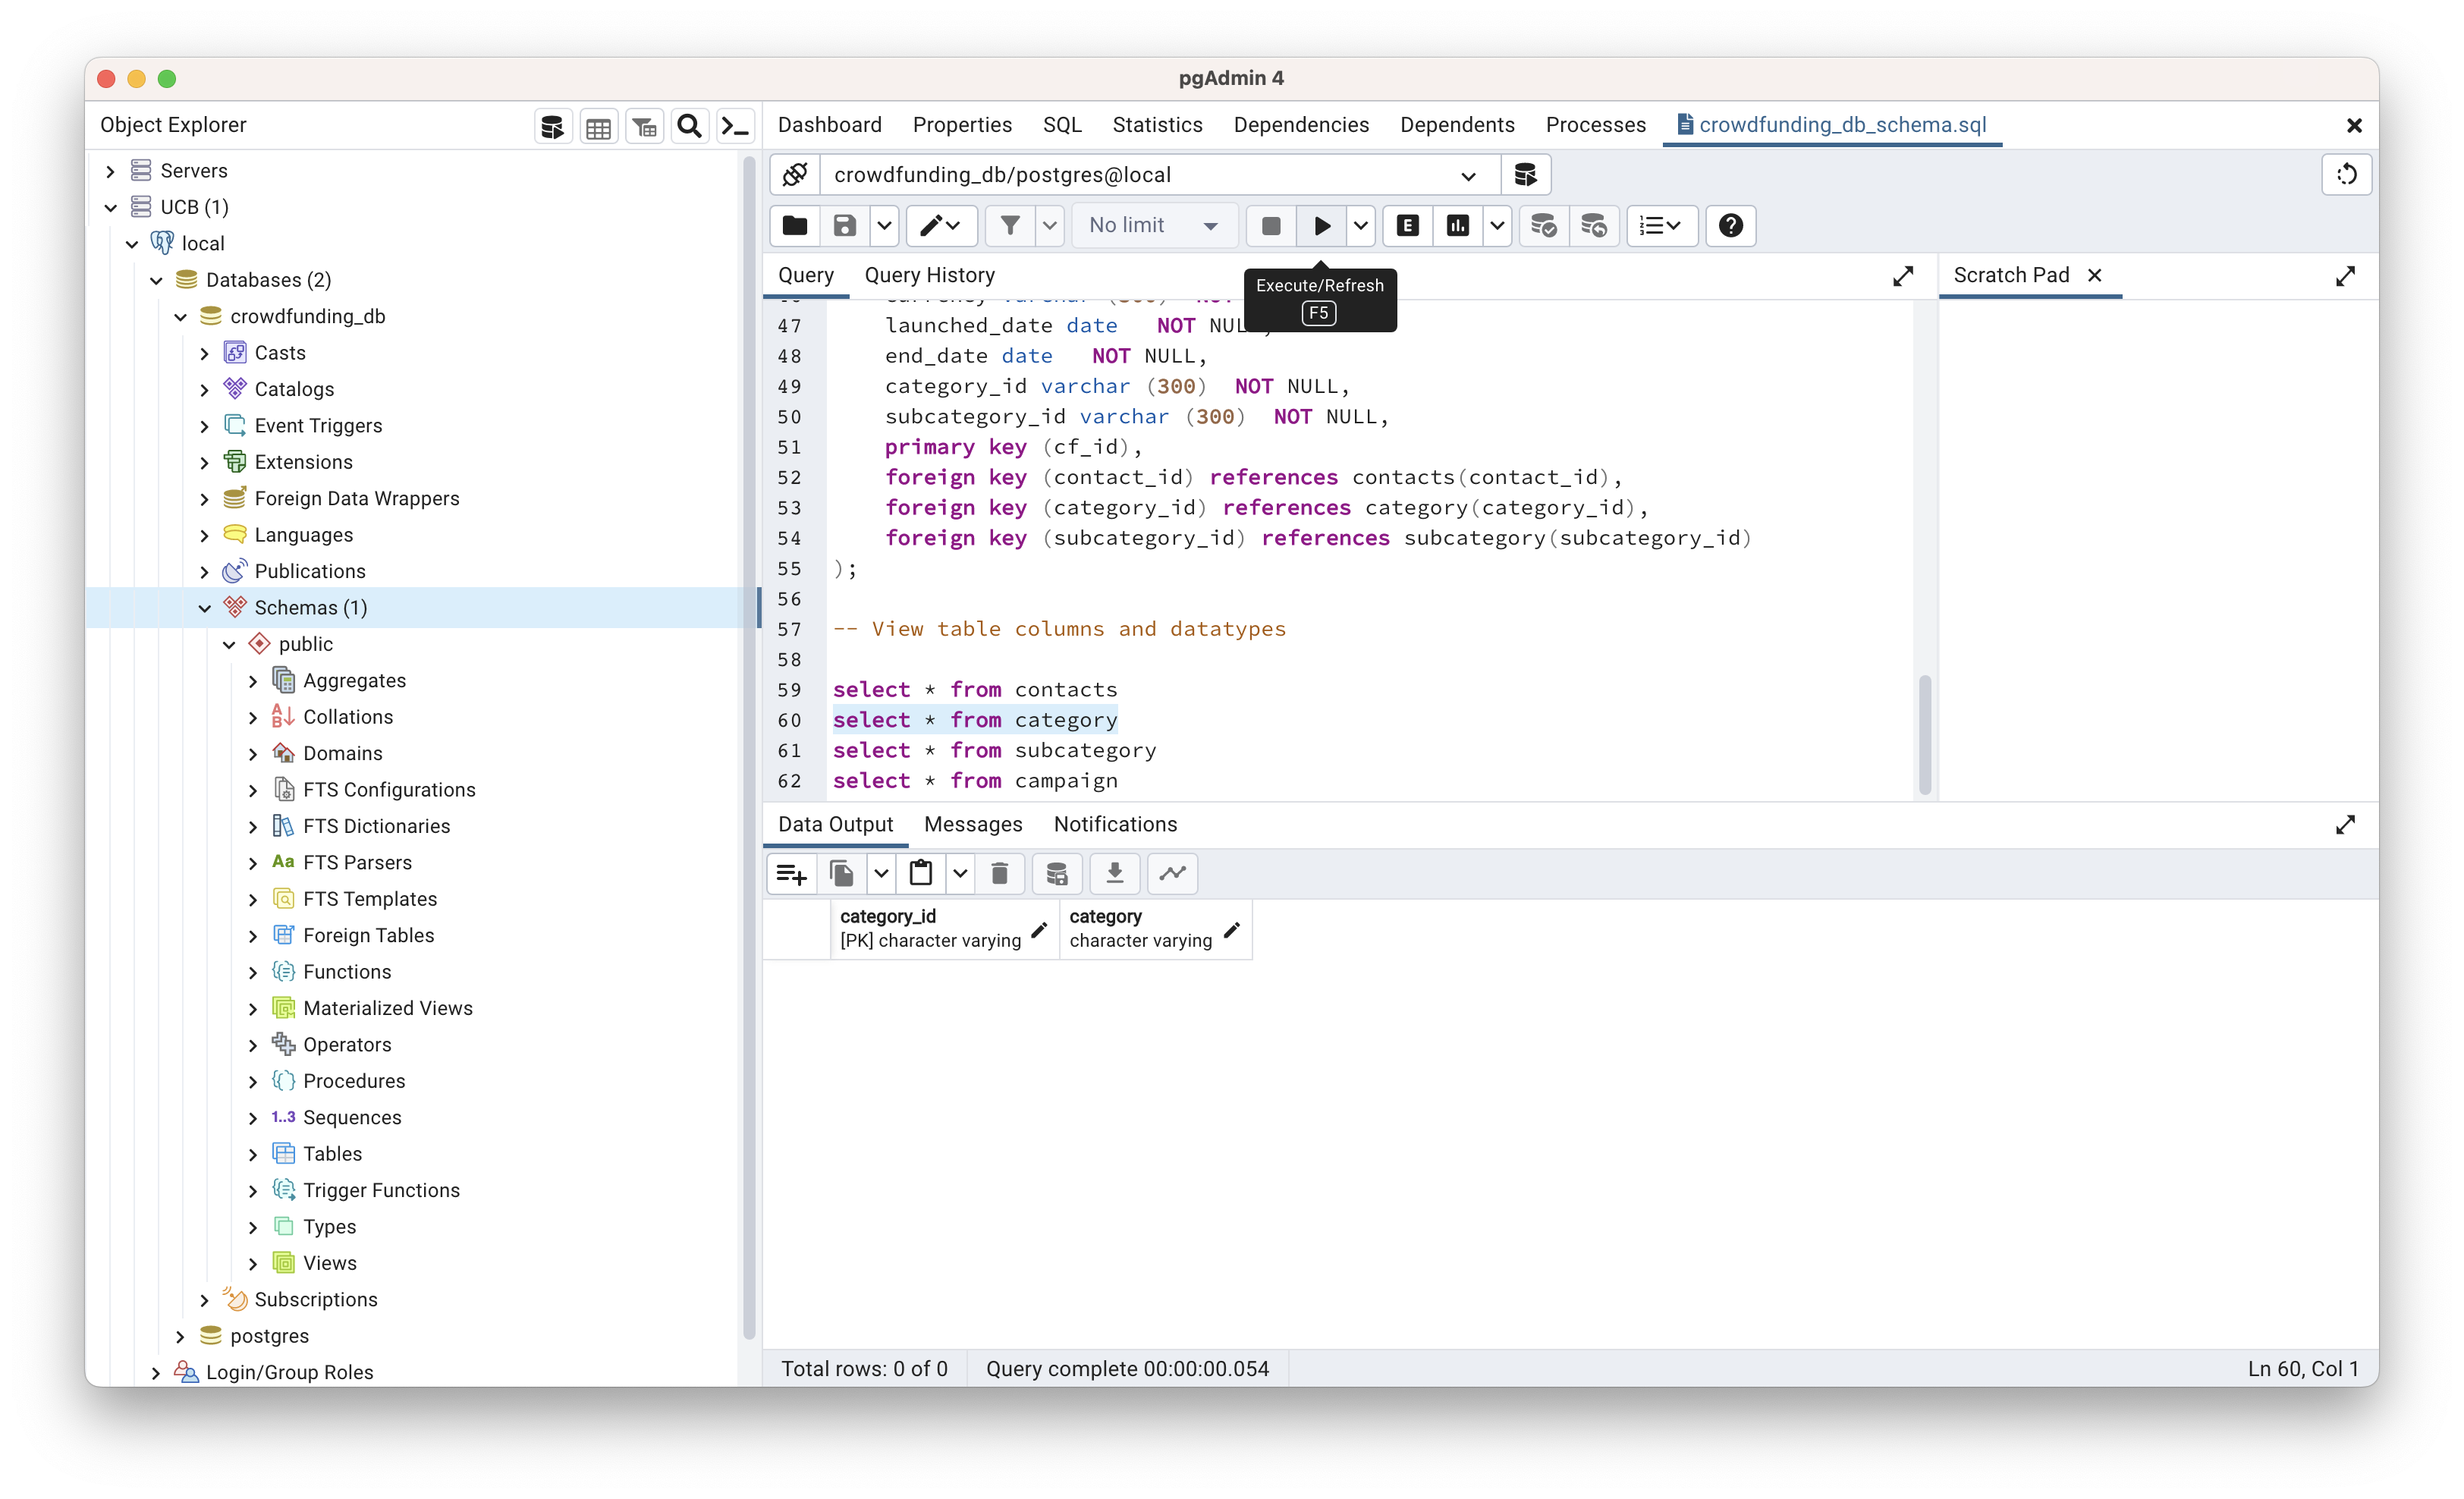 pgAdmin 4
Object Explorer
Dashboard Properties SQL Statistics Dependencies Dependents Processes crowdfunding_db_schema.sql
Servers
UCB (1)
local
Databases (2)
crowdfunding_db
Casts
Catalogs
Event Triggers
Extensions
Foreign Data Wrappers
Languages
Publications
Schemas (1)
public
Aggregates
Collations
Domains
FTS Configurations
FTS Dictionaries
Aa FTS Parsers
FTS Templates
Foreign Tables
Functions
Materialized Views
Operators
Procedures
1..3 Sequences
Tables
Trigger Functions
Types
Views
Subscriptions
postgres
Login/Group Roles
crowdfunding_db/postgres@local
No limit
E
Query Query History
Execute/Refresh
F5
Scratch Pad
47 launched_date date NOT NUL
48 end_date date NOT NULL,
49 category_id varchar (300) NOT NULL,
50 subcategory_id varchar (300) NOT NULL,
51 primary key (cf_id),
52 foreign key (contact_id) references contacts(contact_id),
53 foreign key (category_id) references category(category_id),
54 foreign key (subcategory_id) references subcategory(subcategory_id)
55 );
56
57 -- View table columns and datatypes
58
59 select * from contacts
60 select * from category
61 select * from subcategory
62 select * from campaign
Data Output Messages Notifications
category_id category
[PK] character varying character varying
Total rows: 0 of 0 Query complete 00:00:00.054 Ln 60, Col 1